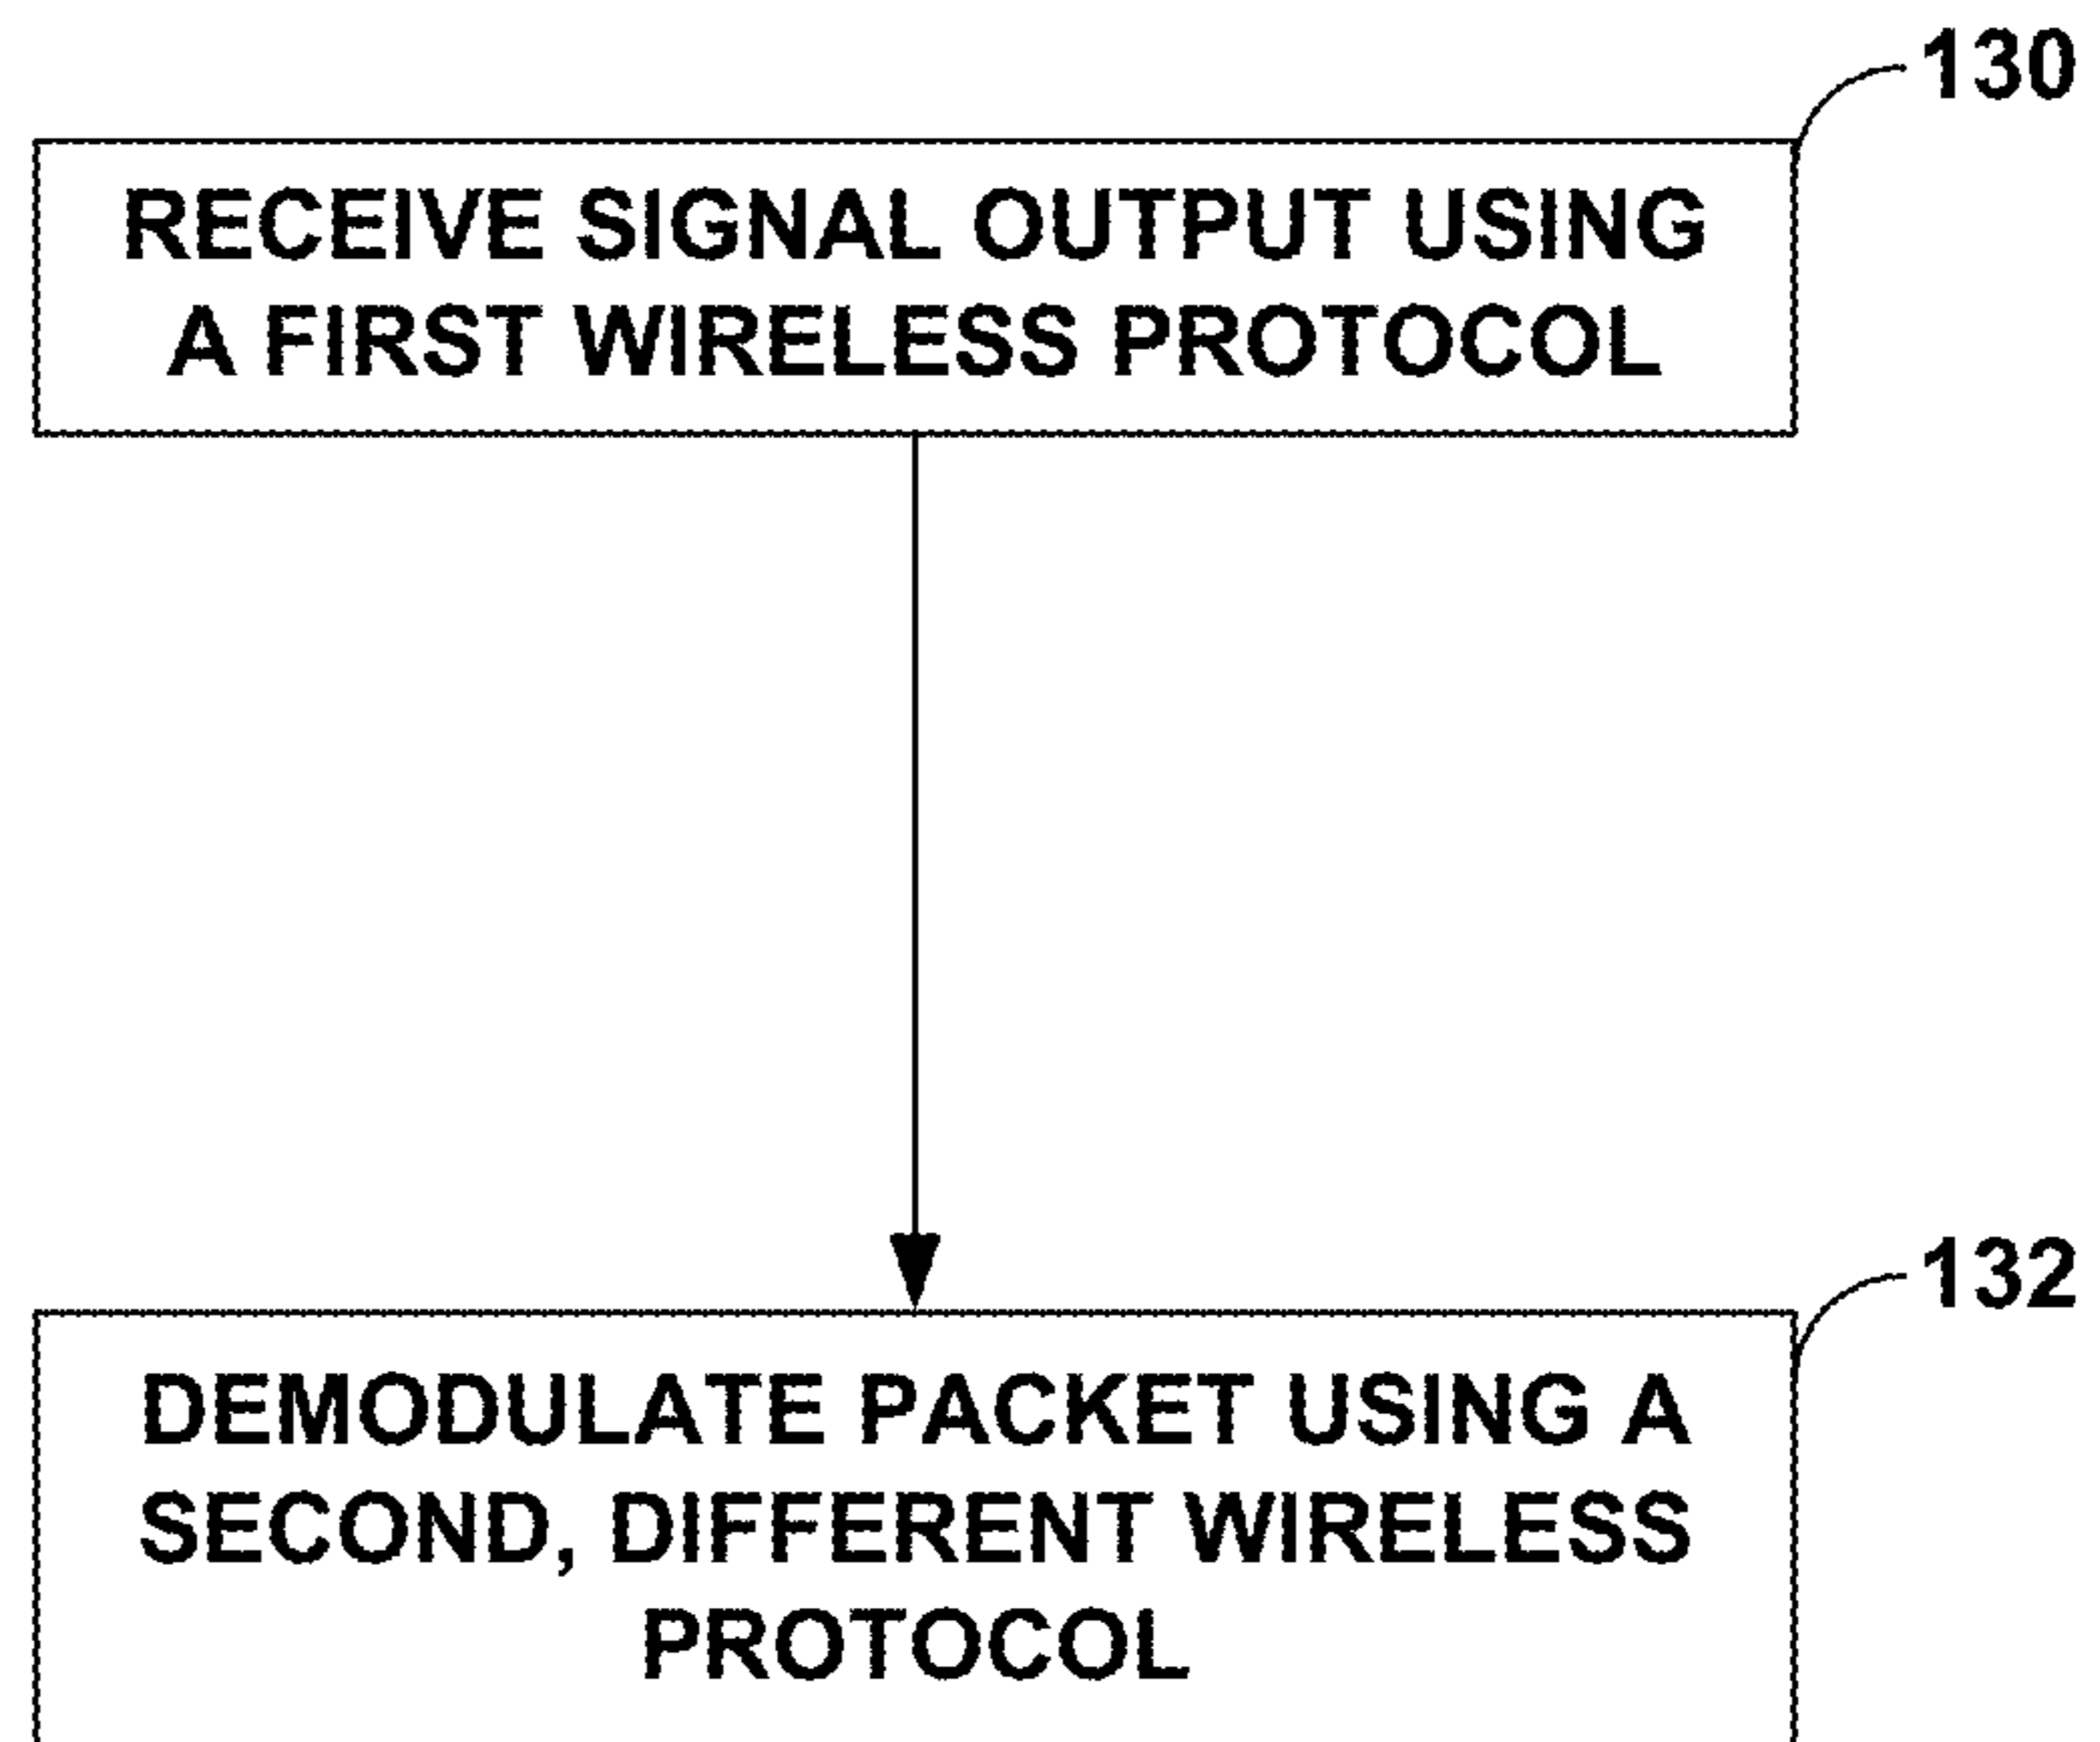 130
RECEIVE SIGNAL OUTPUT USING
A FIRST WIRELESS PROTOCOL
132
DEMODULATE PACKET USING A
SECOND, DIFFERENT WIRELESS
PROTOCOL